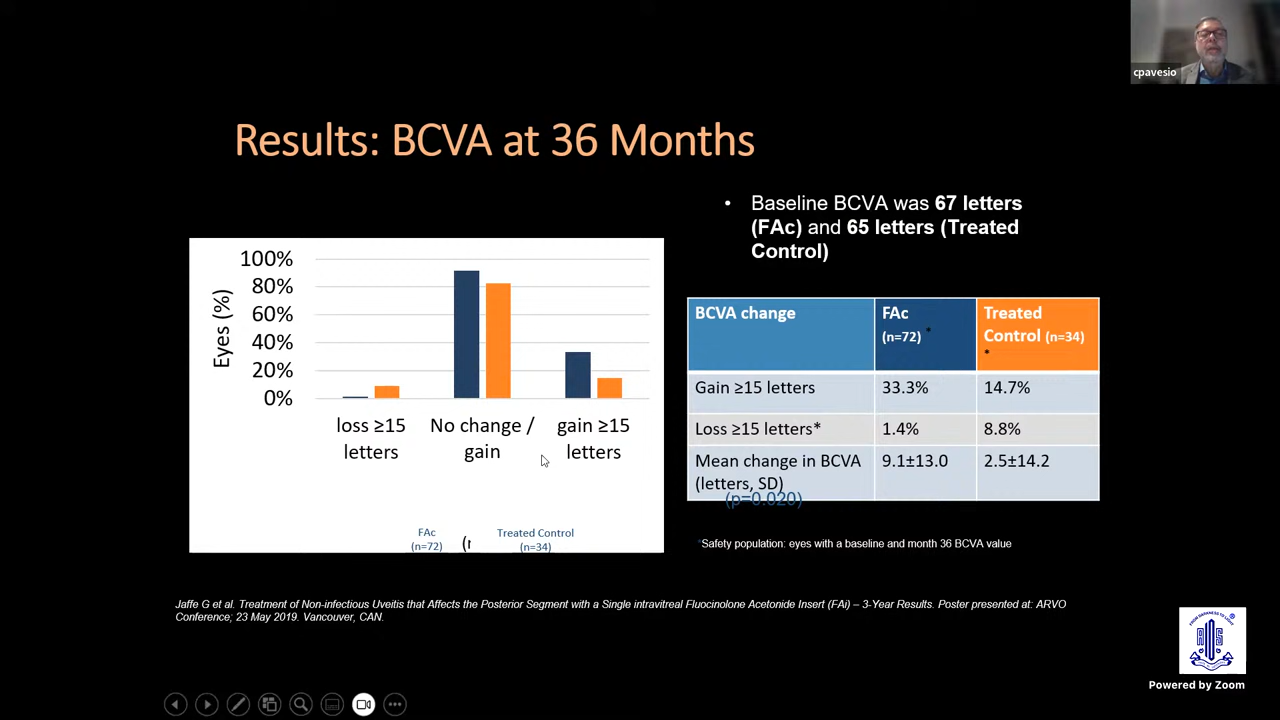 cpavesio
Results: BCVA at 36 Months
• Baseline BCVA was 67 letters
(FAc) and 65 letters (Treated
Control)
Eyes (%)
100%
80%
60%
40%
20%
0%
loss ≥15
letters
No change /
gain
gain ≥15
letters
FAc
(n=72)
Treated Control
(n=34)
BCVA change
FAc
(n=72) *
Treated
Control (n=34)
*
Gain ≥15 letters 33.3% 14.7%
Loss ≥15 letters* 1.4% 8.8%
Mean change in BCVA 9.1±13.0 2.5±14.2
(letters, SD)
(p=0.020)
*Safety population: eyes with a baseline and month 36 BCVA value
Jaffe G et al. Treatment of Non-infectious Uveitis that Affects the Posterior Segment with a Single intravitreal Fluocinolone Acetonide Insert (FAi) – 3-Year Results. Poster presented at: ARVO
Conference; 23 May 2019. Vancouver, CAN.
Powered by Zoom